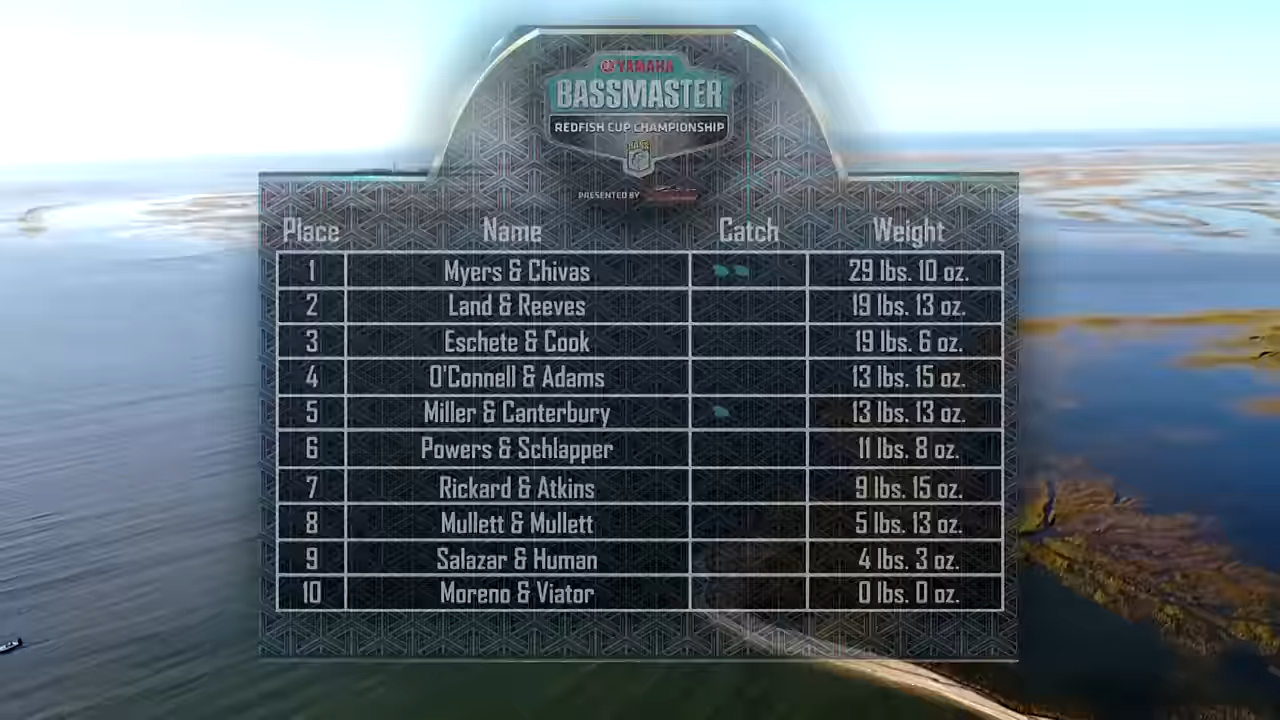 YAMAHA
BASSMASTER
REDFISH CUP CHAMPIONSHIP
BASS
PRESENTED BY
Place Name Catch Weight
1 Myers & Chivas 29 lbs. 10 oz.
2 Land & Reeves 19 lbs. 13 oz.
3 Eschete & Cook 19 lbs. 6 oz.
4 O'Connell & Adams 13 lbs. 15 oz.
5 Miller & Canterbury 13 lbs. 13 oz.
6 Powers & Schlapper 11 lbs. 8 oz.
7 Rickard & Atkins 9 lbs. 15 oz.
8 Mullett & Mullett 5 lbs. 13 oz.
9 Salazar & Human 4 lbs. 3 oz.
10 Moreno & Viator 0 lbs. 0 oz.